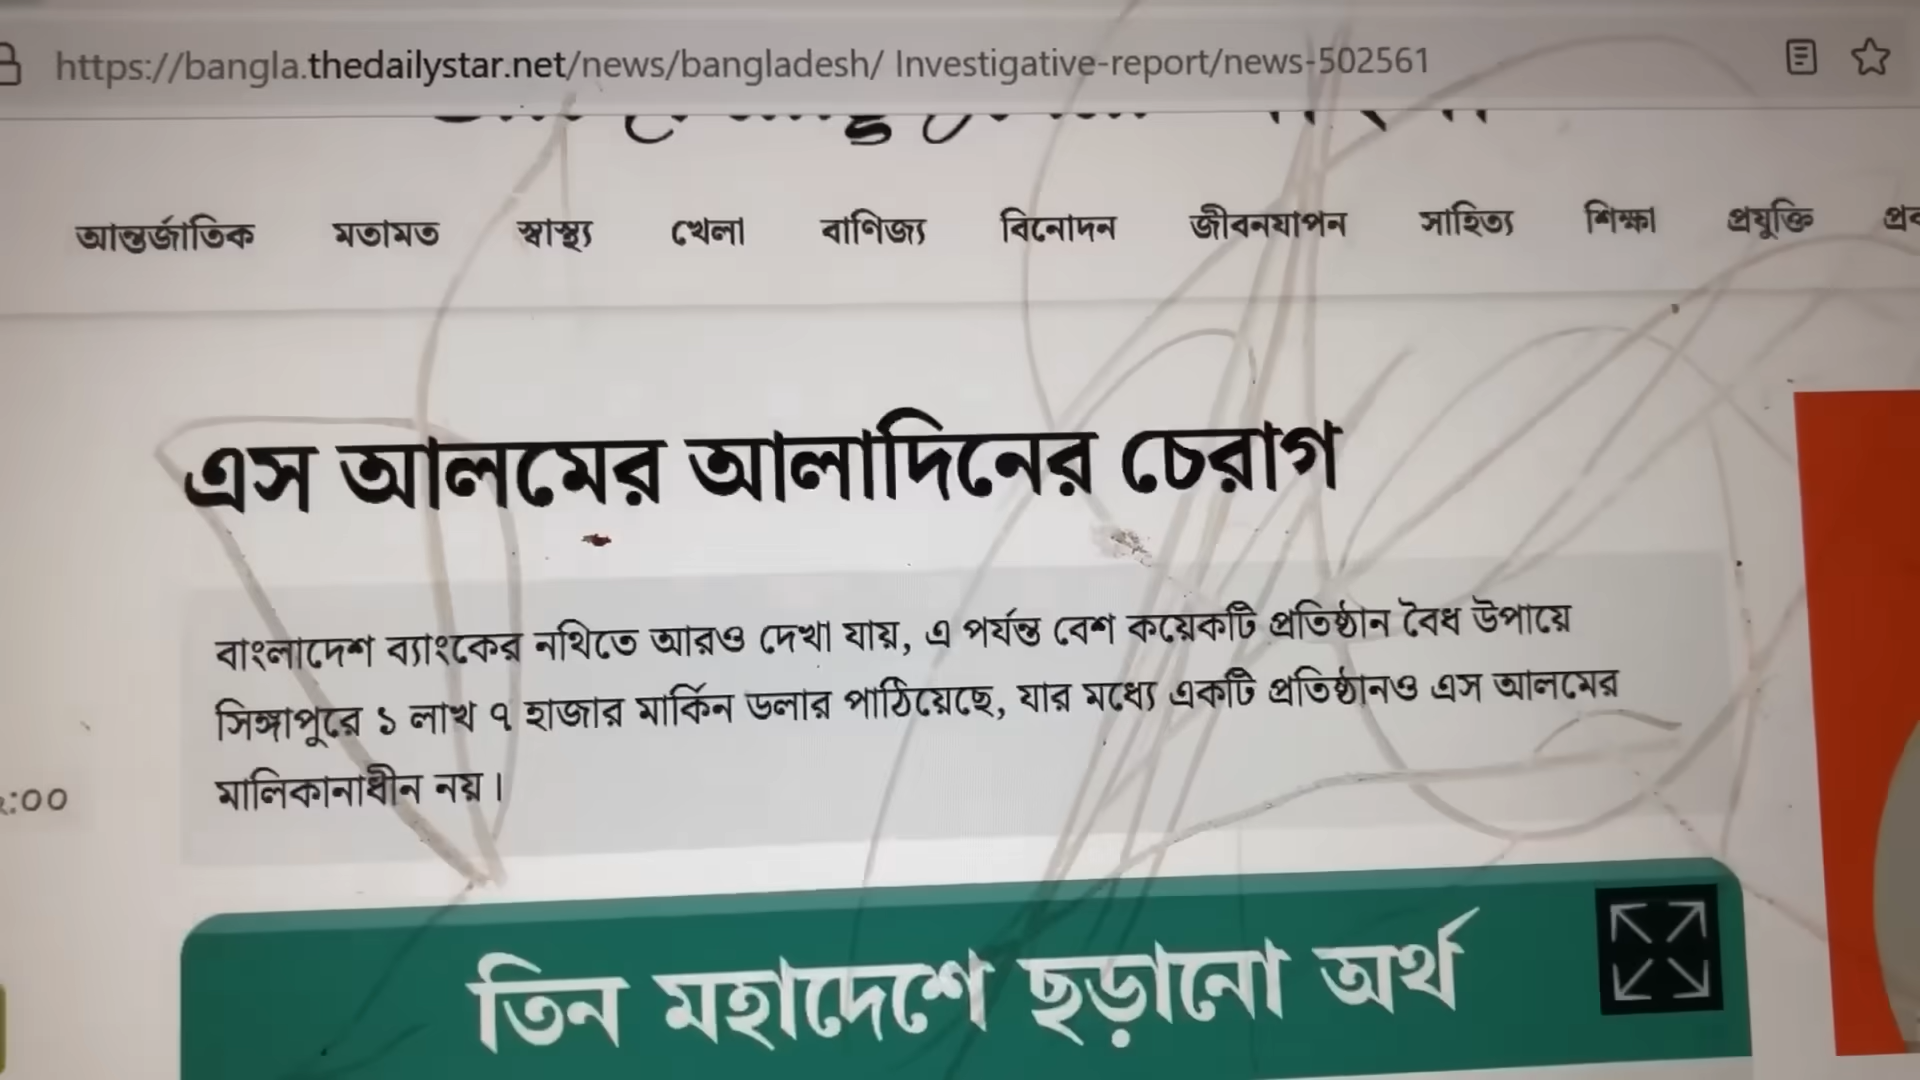 https://bangla.thedailystar.net/news/bangladesh/ Investigative-report/news-502561
আন্তর্জাতিক মতামত স্বাস্থ্য খেলা বাণিজ্য বিনোদন জীবনযাপন সাহিত্য শিক্ষা প্রযুক্তি
এস আলমের আলাদিনের চেরাগ
বাংলাদেশ ব্যাংকের নথিতে আরও দেখা যায়, এ পর্যন্ত বেশ কয়েকটি প্রতিষ্ঠান বৈধ উপায়ে
সিঙ্গাপুরে ১ লাখ ৭ হাজার মার্কিন ডলার পাঠিয়েছে, যার মধ্যে একটি প্রতিষ্ঠানও এস আলমের
মালিকানাধীন নয়।
:00
তিন মহাদেশে ছড়ানো অর্থ